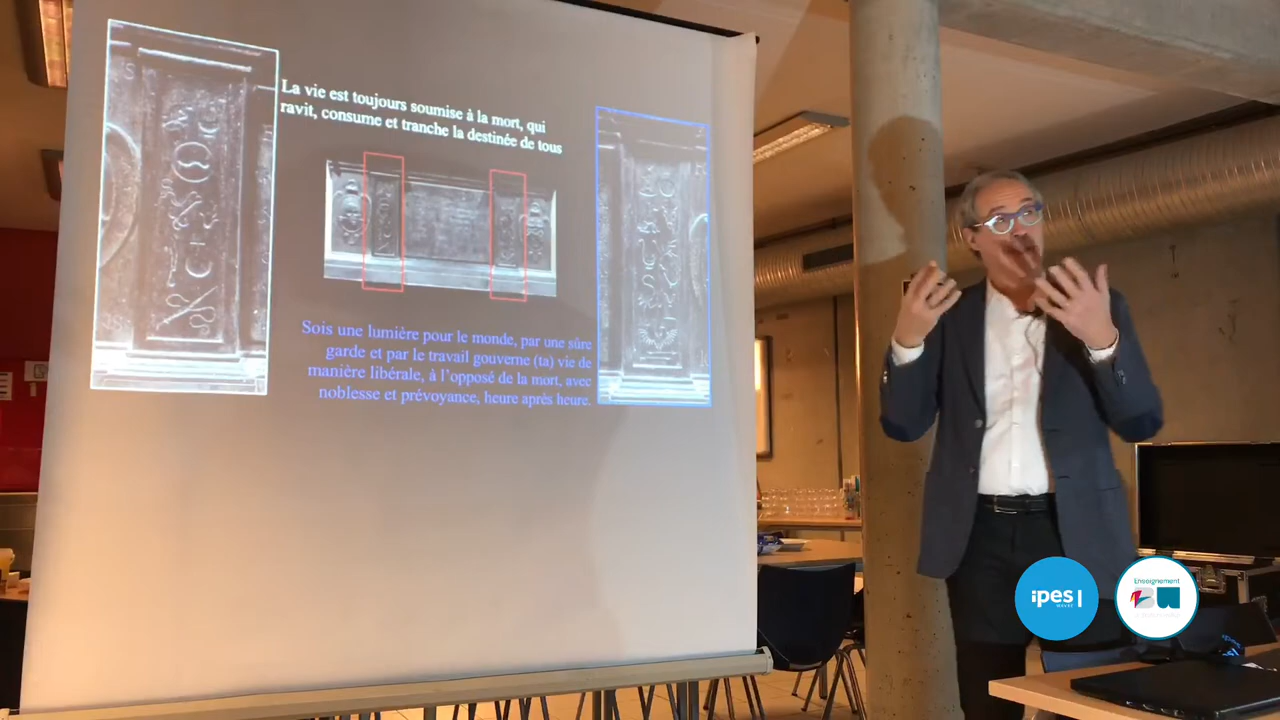 La vie est toujours soumise à la mort, qui
ravit, consume et tranche la destinée de tous
Sois une lumière pour le monde, par une sûre
garde et par le travail gouverne (ta) vie de
manière libérale, à l'opposé de la mort, avec
noblesse et prévoyance, heure après heure.
ipes
WAVRE
Enseignement